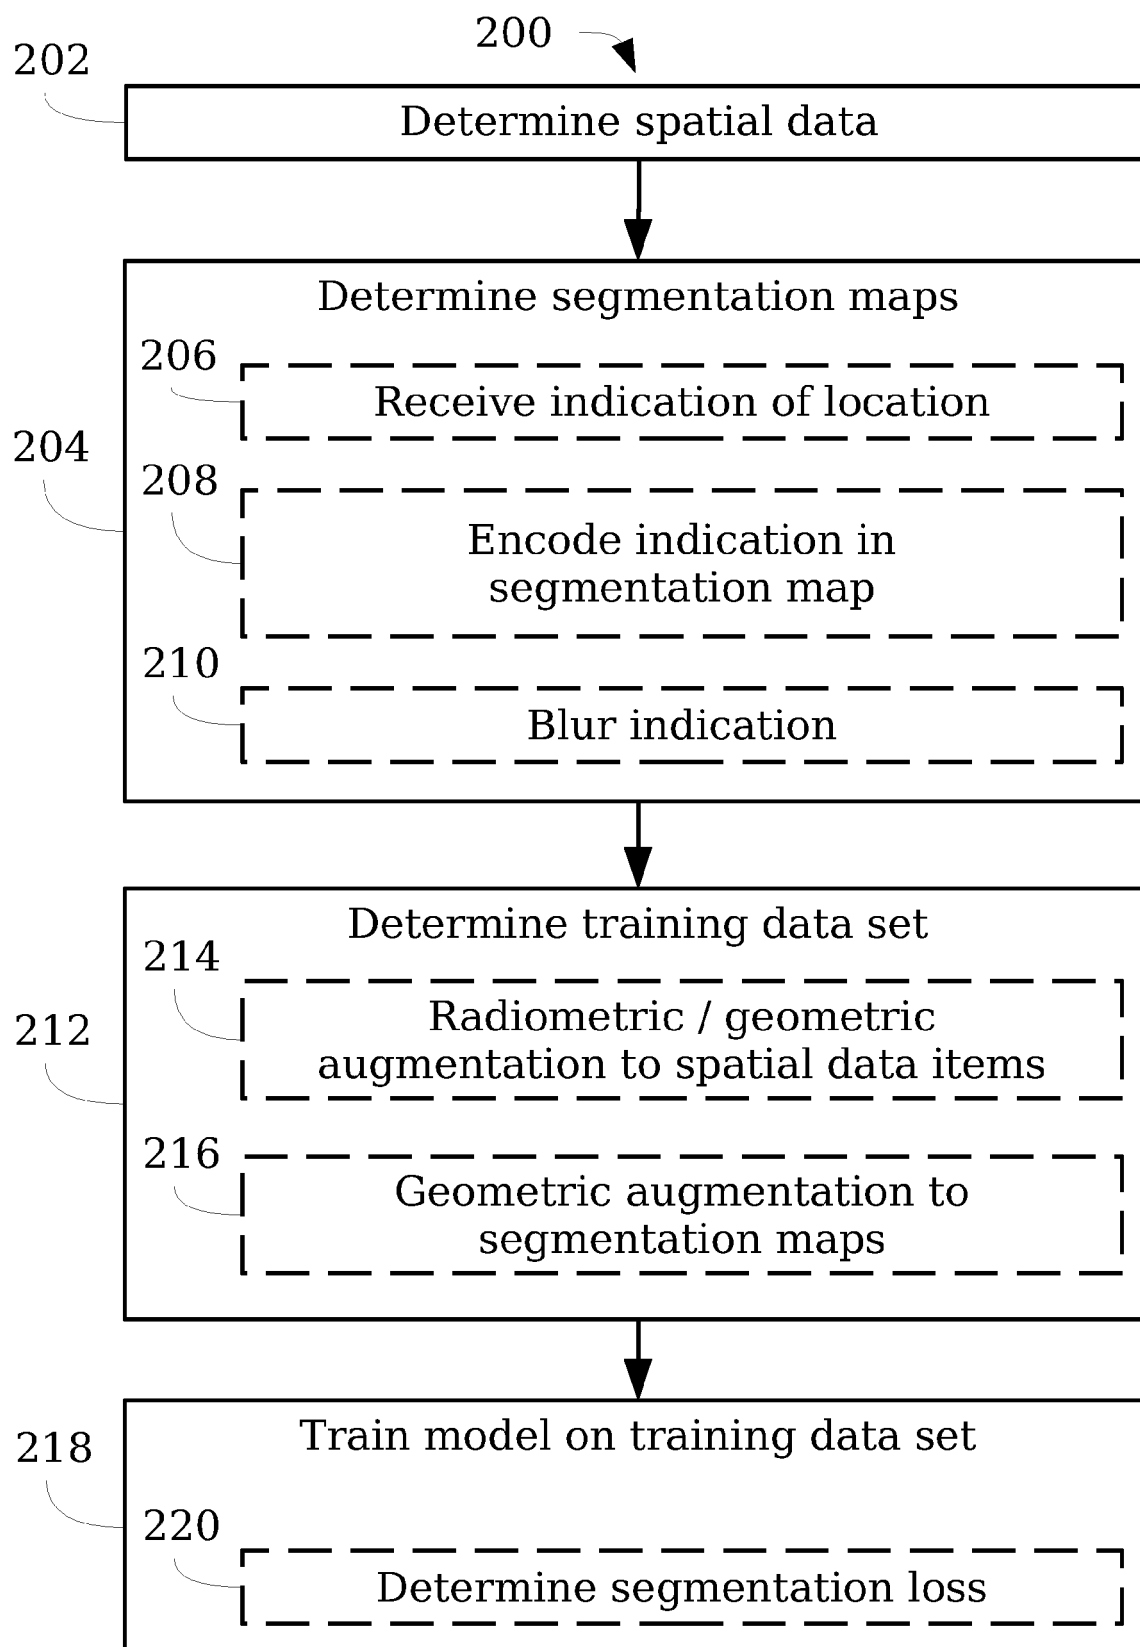 200
202
Determine spatial data
Determine segmentation maps
206
Receive indication of location
204
208
Encode indication in
segmentation map
210
Blur indication
Determine training data set
214
Radiometric / geometric
augmentation to spatial data items
212
216
Geometric augmentation to
segmentation maps
Train model on training data set
218
220
Determine segmentation loss